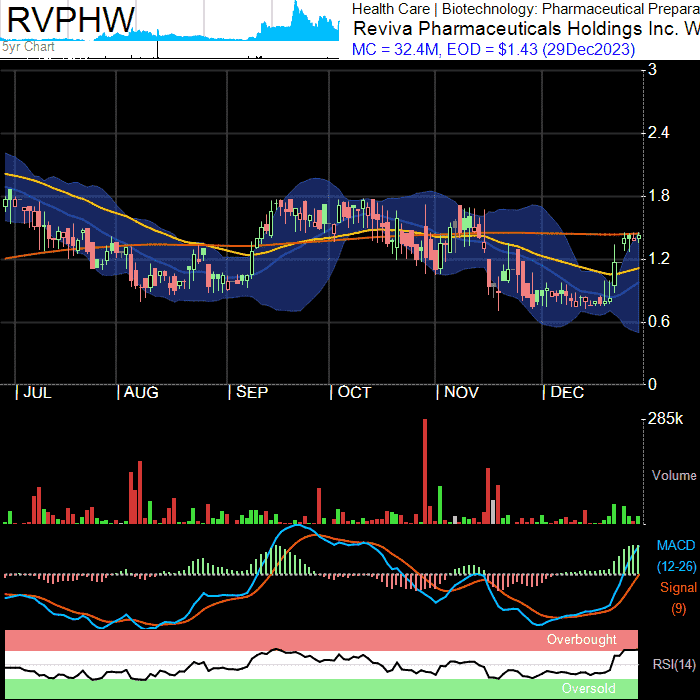 RVPHW
5yr Chart
Health Care | Biotechnology: Pharmaceutical Prepara
Reviva Pharmaceuticals Holdings Inc. W
MC = 32.4M, EOD = $1.43 (29Dec2023)
3
2.4
1.8
1.2
0.6
0
| JUL | AUG | SEP | OCT | NOV | DEC
285k
Volume
MACD
(12-26)
Signal
(9)
Overbought
RSI(14)
Oversold